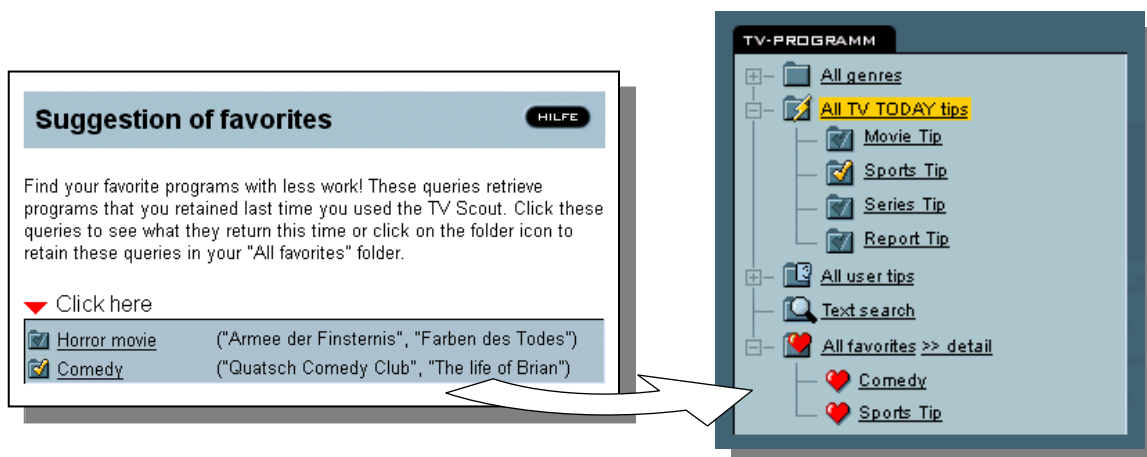 Suggestion of favorites
HILFE
Find your favorite programs with less work! These queries retrieve
programs that you retained last time you used the TV Scout. Click these
queries to see what they return this time or click on the folder icon to
retain these queries in your "All favorites" folder.
Click here
Horror movie ("Armee der Finsternis", "Farben des Todes")
Comedy ("Quatsch Comedy Club", "The life of Brian")
TV-PROGRAMM
All genres
All TV TODAY tips
Movie Tip
Sports Tip
Series Tip
Report Tip
All user tips
Text search
All favorites >> detail
Comedy
Sports Tip